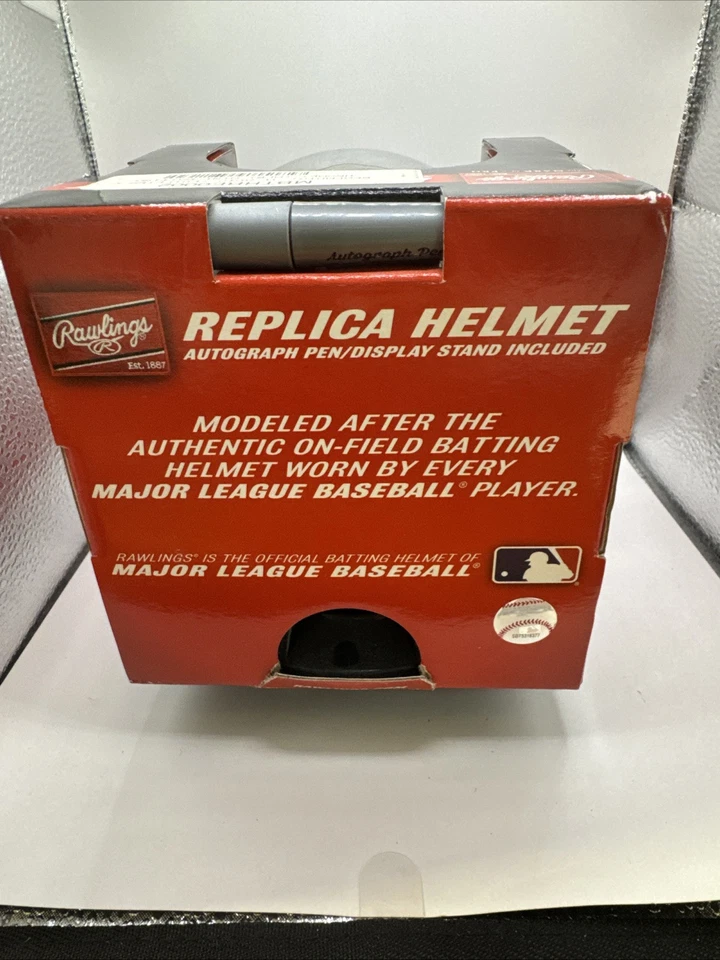 Autograph
Rawlings
R
Est. 1887
REPLICA HELMET
AUTOGRAPH PEN/DISPLAY STAND INCLUDED
MODELED AFTER THE
AUTHENTIC ON-FIELD BATTING
HELMET WORN BY EVERY
MAJOR LEAGUE BASEBALL® PLAYER.
RAWLINGS® IS THE OFFICIAL BATTING HELMET OF
MAJOR LEAGUE BASEBALL®